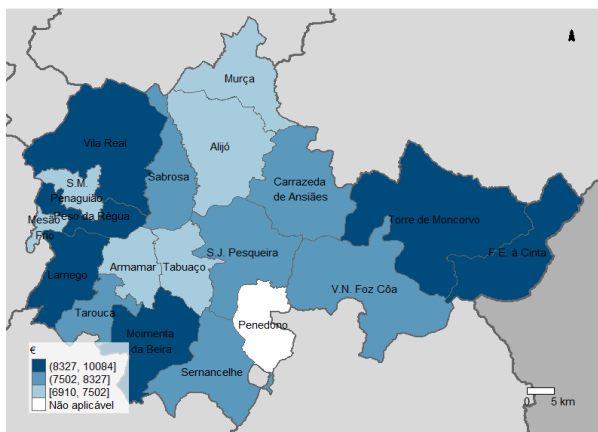 Murça
Vila Real
Alijó
Sabrosa
S.M.
Penaguião
Carrazeda
de Ansiães
Mesão
Frio
Peso da Régua
Torre de Moncorvo
F.E. à Cinta
S.J. Pesqueira
Armamar
Tabuaço
Lamego
V.N. Foz Côa
Tarouca
Penedono
Moimenta
da Beira
Sernancelhe
€
(8327, 10084]
(7502, 8327]
[6910, 7502]
Não aplicável
0 5 km